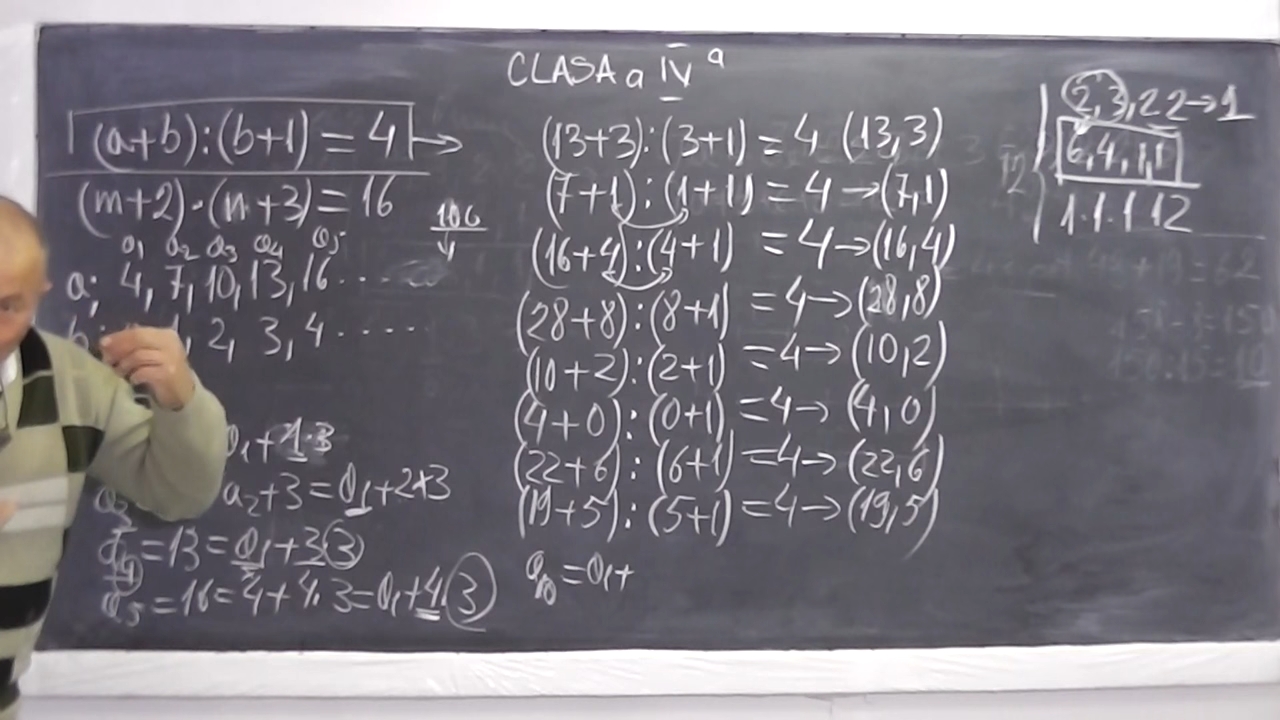 CLASA a IV a
(a+b):(b+1) = 4 →
(m+2)·(n+3) = 16
a1 a2 a3 a4 a5
a: 4, 7, 10, 13, 16 ....
2, 3, 4 .....
a1+1·3
a2+3 = a1+2·3
a4 = 13 = a1+3·3
a5 = 16 = 4+4·3 = a1+4·3
106
(13+3):(3+1) = 4 (13,3)
(7+1):(1+1) = 4 → (7,1)
(16+4):(4+1) = 4 → (16,4)
(28+8):(8+1) = 4 → (28,8)
(10+2):(2+1) = 4 → (10,2)
(4+0):(0+1) = 4 → (4,0)
(22+6):(6+1) = 4 → (22,6)
(19+5):(5+1) = 4 → (19,5)
= a1+
2,3,2 2 → 1
6,4,1,1
1·1·1 12
12